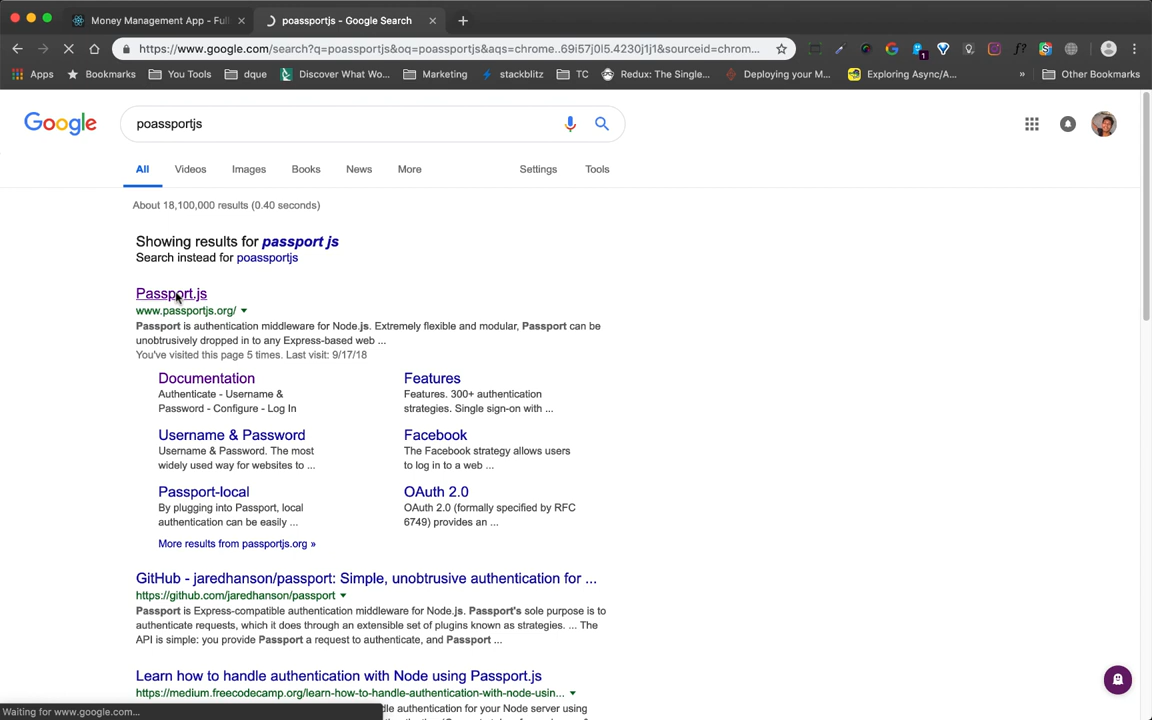 Money Management App - Full
poassportjs - Google Search
https://www.google.com/search?q=poassportjs&oq=poassportjs&aqs=chrome..69i57j0l5.4230j1j1&sourceid=chrom...
Apps
Bookmarks
You Tools
dque
Discover What Wo...
Marketing
stackblitz
TC
Redux: The Single...
Deploying your M...
Exploring Async/A...
»
Other Bookmarks
Google
poassportjs
All
Videos
Images
Books
News
More
Settings
Tools
About 18,100,000 results (0.40 seconds)
Showing results for passport js
Search instead for poassportjs
Passport.js
www.passportjs.org/
Passport is authentication middleware for Node.js. Extremely flexible and modular, Passport can be
unobtrusively dropped in to any Express-based web ...
You've visited this page 5 times. Last visit: 9/17/18
Documentation
Authenticate - Username &
Password - Configure - Log In
Features
Features. 300+ authentication
strategies. Single sign-on with ...
Username & Password
Username & Password. The most
widely used way for websites to ...
Facebook
The Facebook strategy allows users
to log in to a web ...
Passport-local
By plugging into Passport, local
authentication can be easily ...
OAuth 2.0
OAuth 2.0 (formally specified by RFC
6749) provides an ...
More results from passportjs.org »
GitHub - jaredhanson/passport: Simple, unobtrusive authentication for ...
https://github.com/jaredhanson/passport
Passport is Express-compatible authentication middleware for Node.js. Passport's sole purpose is to
authenticate requests, which it does through an extensible set of plugins known as strategies. ... The
API is simple: you provide Passport a request to authenticate, and Passport ...
Learn how to handle authentication with Node using Passport.js
https://medium.freecodecamp.org/learn-how-to-handle-authentication-with-node-usin...
handle authentication for your Node server using
Waiting for www.google.com...